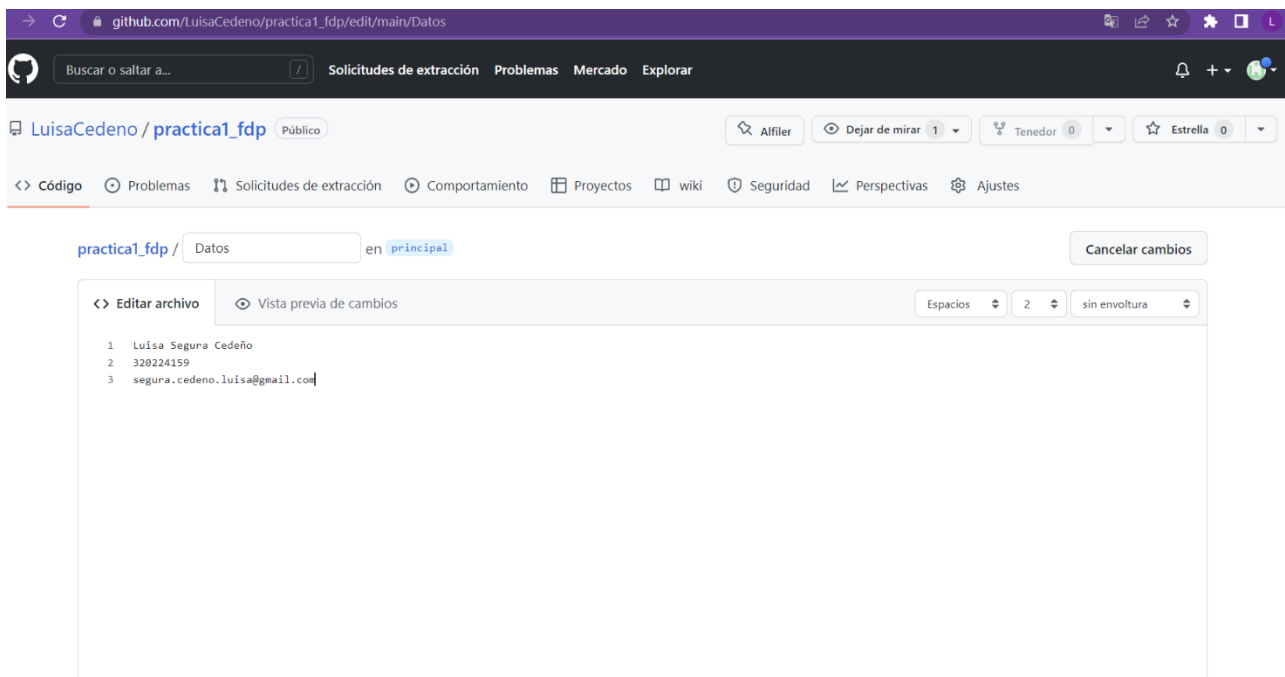 github.com/LuisaCedeno/practica1_fdp/edit/main/Datos L
Buscar o saltar a... / Solicitudes de extracción Problemas Mercado Explorar
LuisaCedeno / practica1_fdp Público Alfiler Dejar de mirar 1 Tenedor 0 Estrella 0
<> Código Problemas Solicitudes de extracción Comportamiento Proyectos wiki Seguridad Perspectivas Ajustes
practica1_fdp / Datos en principal Cancelar cambios
<> Editar archivo Vista previa de cambios Espacios 2 sin envoltura
1 Luisa Segura Cedeño
2 320224159
3 segura.cedeno.luisa@gmail.com